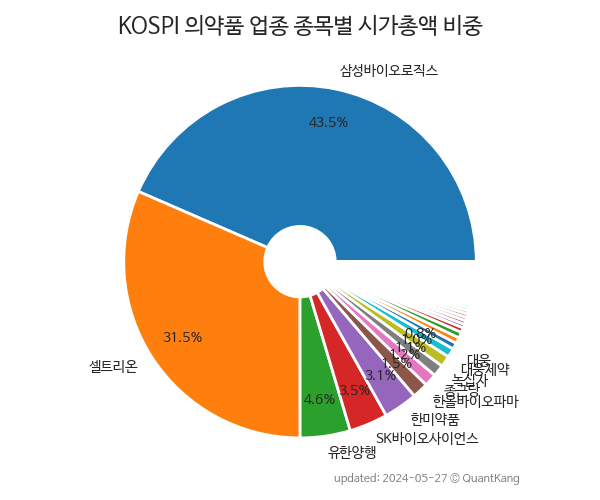 KOSPI 의약품 업종 종목별 시가총액 비중
삼성바이오로직스
43.5%
31.5%
셀트리온
4.6%
유한양행
3.5%
SK바이오사이언스
3.1%
한미약품
1.5%
한올바이오파마
1.2%
1.1%
녹십자
1.0%
대웅제약
0.8%
대웅
updated: 2024-05-27 ⓒ QuantKang